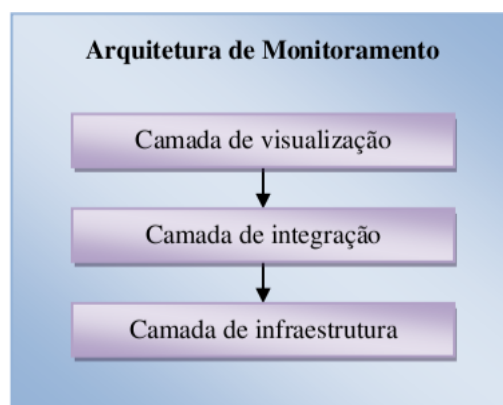 Arquitetura de Monitoramento
Camada de visualização
Camada de integração
Camada de infraestrutura